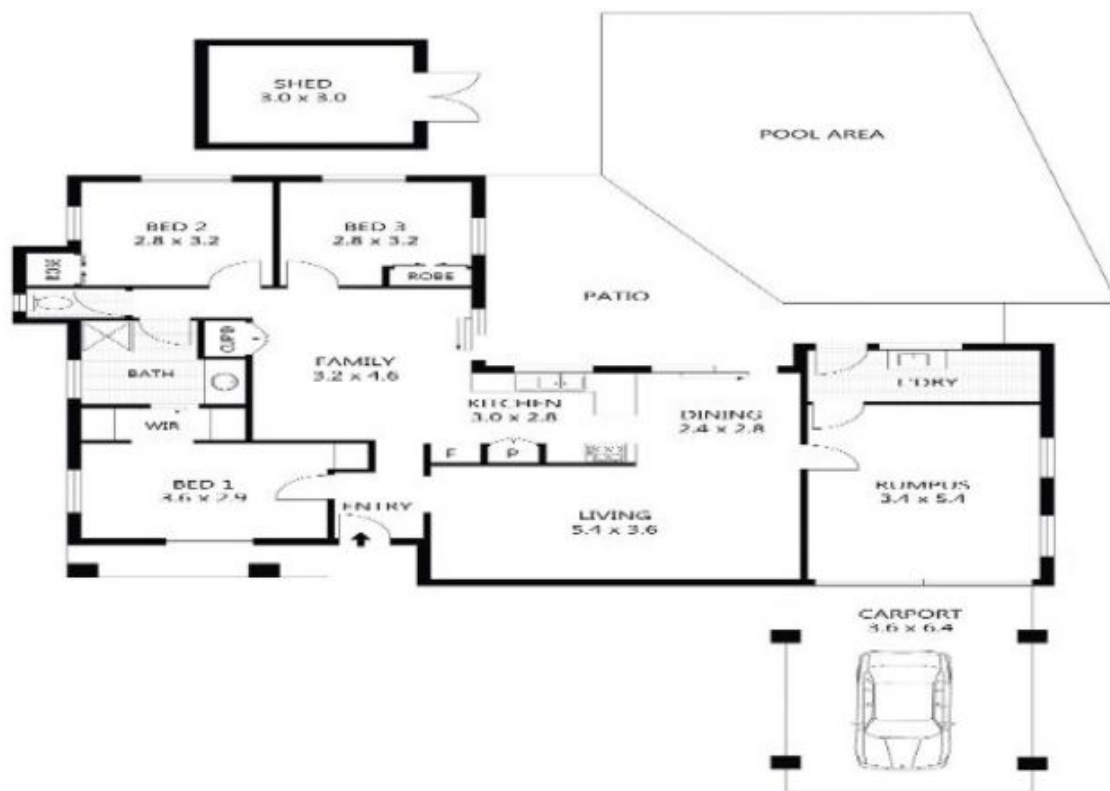 SHED
3.0 x 3.0
POOL AREA
BED 2
2.8 x 3.2
BED 3
2.8 x 3.2
ROBE
ROBE
PATIO
CUP'D
FAMILY
3.2 x 4.6
BATH
L'DRY
KITCHEN
3.0 x 2.8
DINING
2.4 x 2.8
WIR
F
P
BED 1
3.6 x 2.9
ENTRY
RUMPUS
3.4 x 5.4
LIVING
5.4 x 3.6
CARPORT
3.6 x 6.4